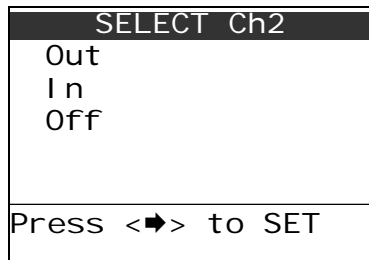 SELECT Ch2
Out
In
Off
Press <➡> to SET